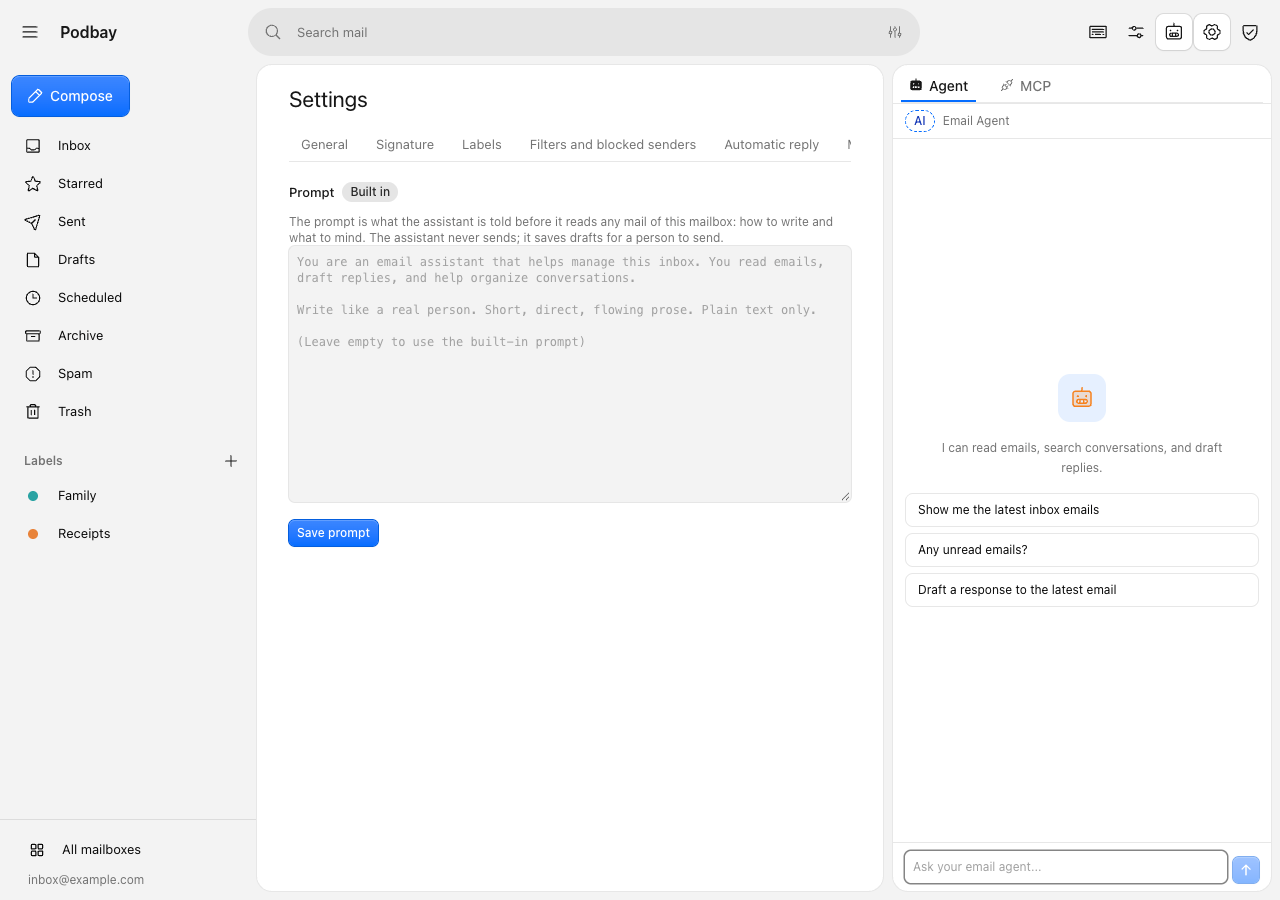 Podbay
Search mail
Compose
Inbox
Starred
Sent
Drafts
Scheduled
Archive
Spam
Trash
Labels
Family
Receipts
All mailboxes
inbox@example.com
Settings
General Signature Labels Filters and blocked senders Automatic reply
Prompt Built in
The prompt is what the assistant is told before it reads any mail of this mailbox: how to write and
what to mind. The assistant never sends; it saves drafts for a person to send.
You are an email assistant that helps manage this inbox. You read emails,
draft replies, and help organize conversations.
Write like a real person. Short, direct, flowing prose. Plain text only.
(Leave empty to use the built-in prompt)
Save prompt
Agent MCP
AI Email Agent
I can read emails, search conversations, and draft
replies.
Show me the latest inbox emails
Any unread emails?
Draft a response to the latest email
Ask your email agent...